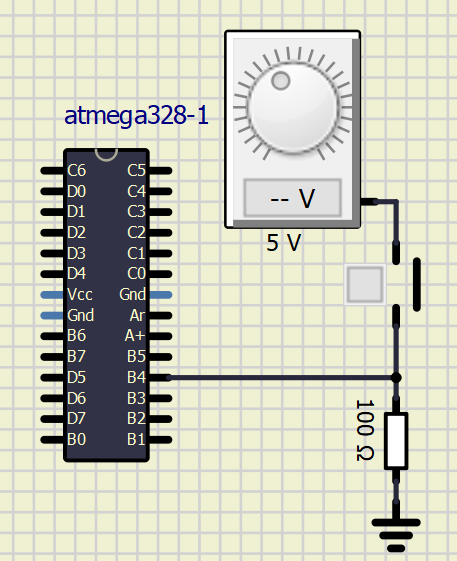 atmega328-1
C6 C5
D0 C4
D1 C3
D2 C2
D3 C1
D4 C0
Vcc Gnd
Gnd Ar
B6 A+
B7 B5
D5 B4
D6 B3
D7 B2
B0 B1
-- V
5 V
100 Ω